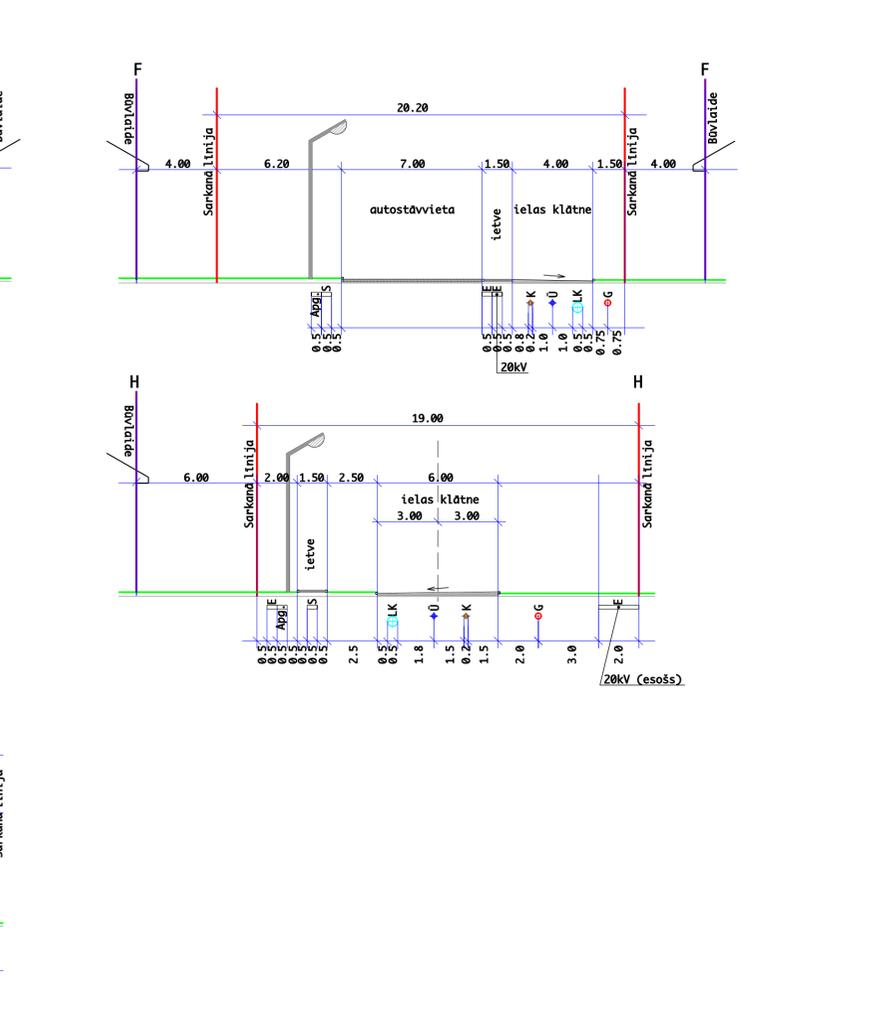 F F
Būvlaide
Būvlaide
20.20
Sarkanā līnija
Sarkanā līnija
4.00 6.20 7.00 1.50 4.00 1.50 4.00
autostāvvieta
ietve
ielas klātne
Apg. S E E K Ū LK G
0.5 0.5 0.5 0.5 0.5 0.5 0.8 0.2 1.0 1.0 0.5 0.5 0.75 0.75
20kV
H H
Būvlaide
19.00
Sarkanā līnija
Sarkanā līnija
6.00 2.00 1.50 2.50 6.00
ielas klātne
3.00 3.00
ietve
E Apg. S LK Ū K G E
0.5 0.5 0.5 0.5 0.5 0.5 0.5 2.5 0.5 0.5 1.8 1.5 0.2 1.5 2.0 3.0 2.0
20kV (esošs)